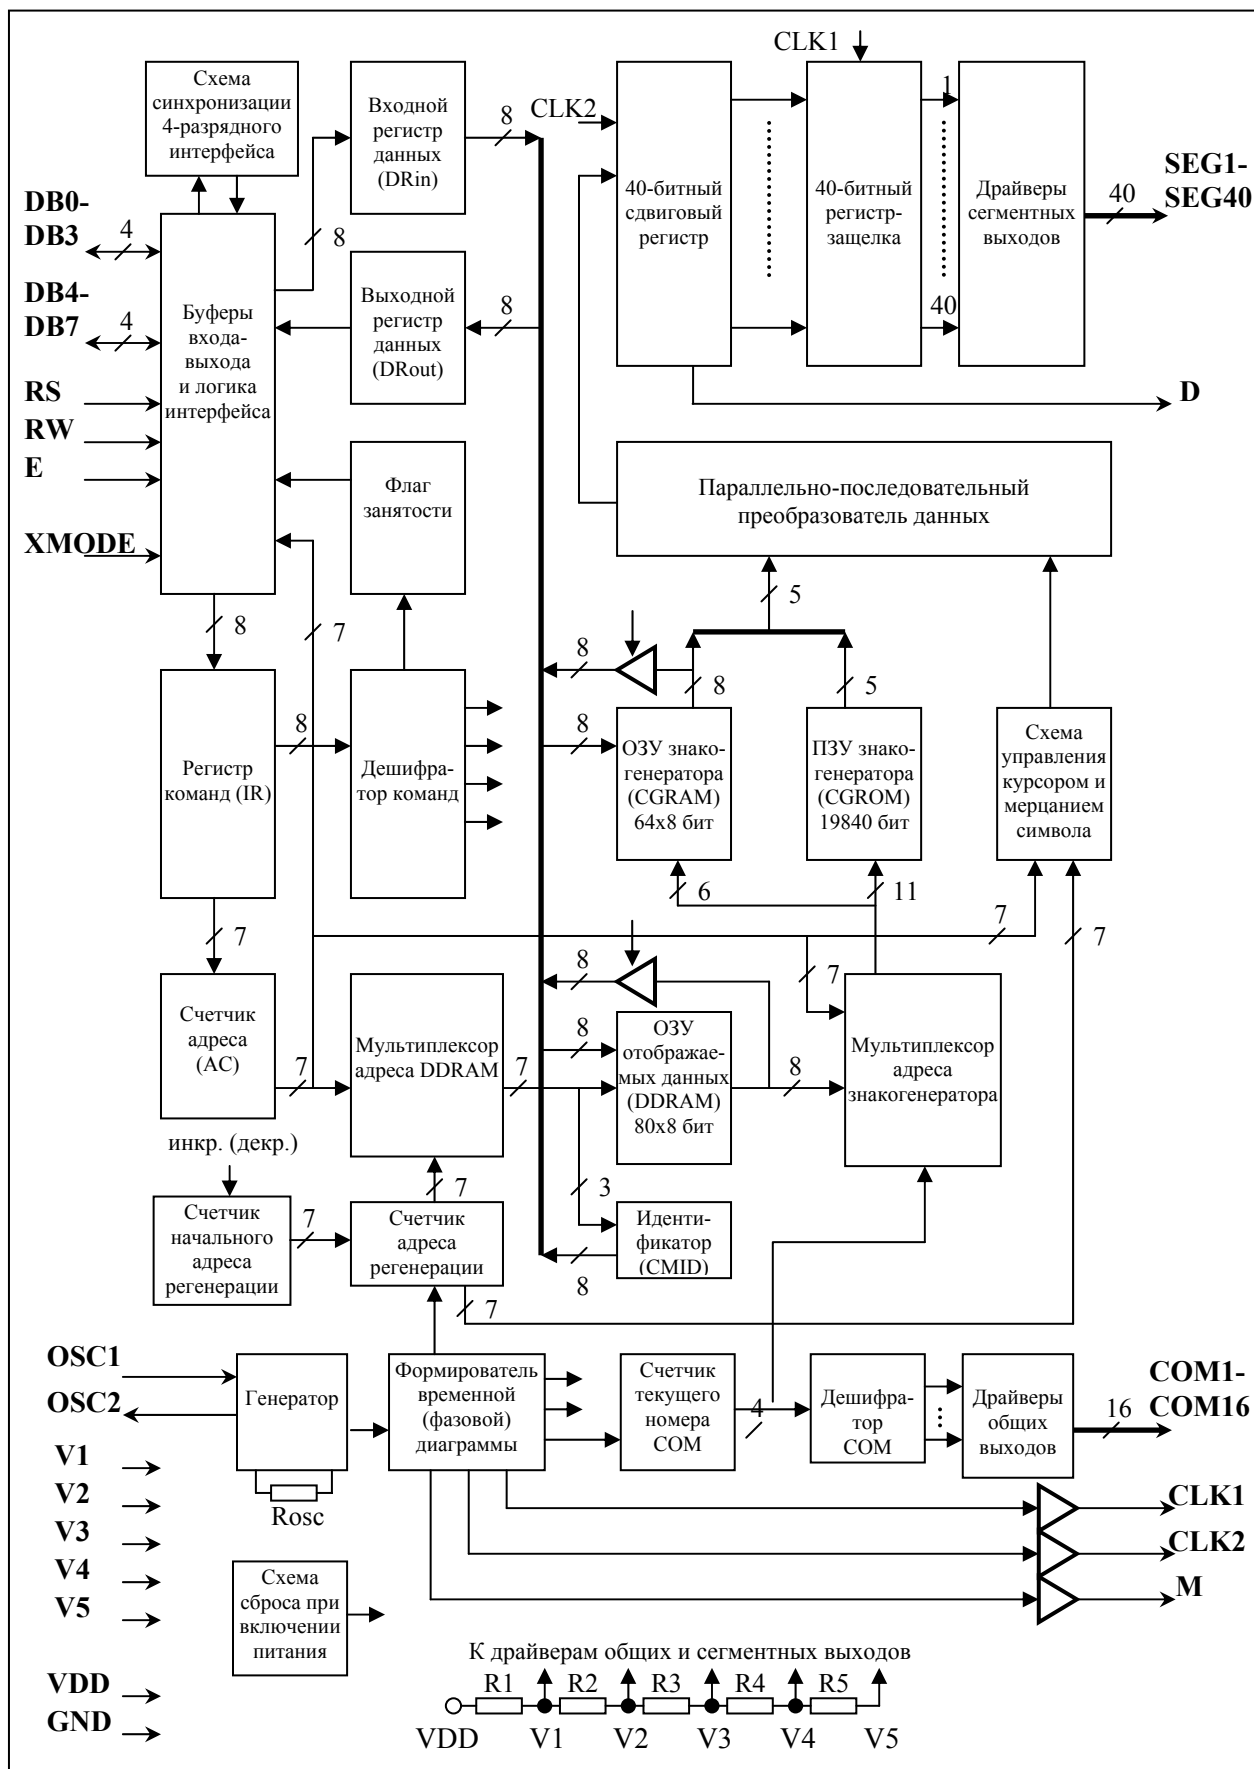 CLK1
Схема
синхронизации
4-разрядного
интерфейса
Входной
регистр
данных
(DRin)
8
CLK2
40-битный
сдвиговый
регистр
40-битный
регистр-
защелка
1
40
Драйверы
сегментных
выходов
40
SEG1-
SEG40
DB0-
DB3
4
8
DB4-
DB7
4
Буферы
входа-
выхода
и логика
интерфейса
Выходной
регистр
данных
(DRout)
8
D
RS
RW
E
XMODE
Флаг
занятости
Параллельно-последовательный
преобразователь данных
8
7
5
8
8
5
Регистр
команд (IR)
8
Дешифра-
тор команд
8
ОЗУ знако-
генератора
(CGRAM)
64x8 бит
ПЗУ знако-
генератора
(CGROM)
19840 бит
Схема
управления
курсором и
мерцанием
символа
6
11
7
7
7
8
7
Счетчик
адреса
(AC)
7
Мультиплексор
адреса DDRAM
7
8
ОЗУ
отображае-
мых данных
(DDRAM)
80x8 бит
8
Мультиплексор
адреса
знакогенератора
инкр. (декр.)
7
3
Счетчик
начального
адреса
регенерации
7
Счетчик
адреса
регенерации
Иденти-
фикатор
(CMID)
8
7
OSC1
OSC2
Генератор
Rosc
Формирователь
временной
(фазовой)
диаграммы
Счетчик
текущего
номера
COM
4
Дешифра-
тор
COM
Драйверы
общих
выходов
16
COM1-
COM16
V1
V2
V3
V4
V5
CLK1
CLK2
M
Схема
сброса при
включении
питания
VDD
GND
К драйверам общих и сегментных выходов
R1 R2 R3 R4 R5
VDD V1 V2 V3 V4 V5